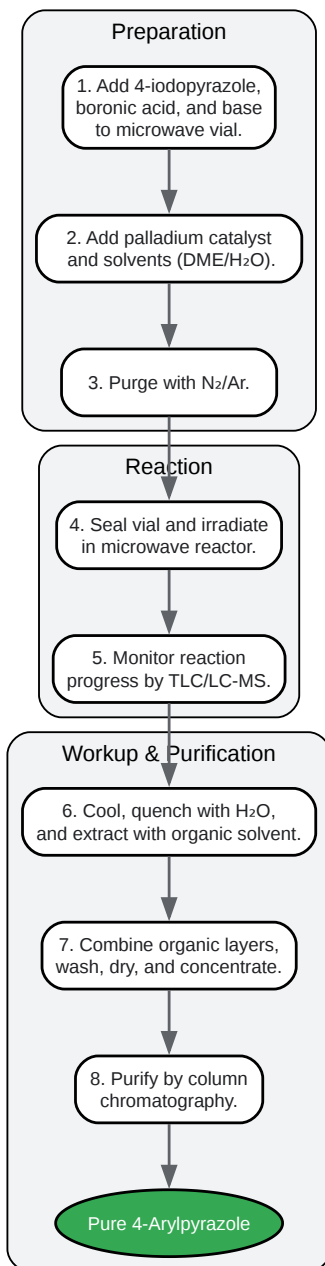 Preparation
1. Add 4-iodopyrazole,
boronic acid, and base
to microwave vial.
2. Add palladium catalyst
and solvents (DME/H₂O).
3. Purge with N₂/Ar.
Reaction
4. Seal vial and irradiate
in microwave reactor.
5. Monitor reaction
progress by TLC/LC-MS.
Workup & Purification
6. Cool, quench with H₂O,
and extract with organic solvent.
7. Combine organic layers,
wash, dry, and concentrate.
8. Purify by column
chromatography.
Pure 4-Arylpyrazole